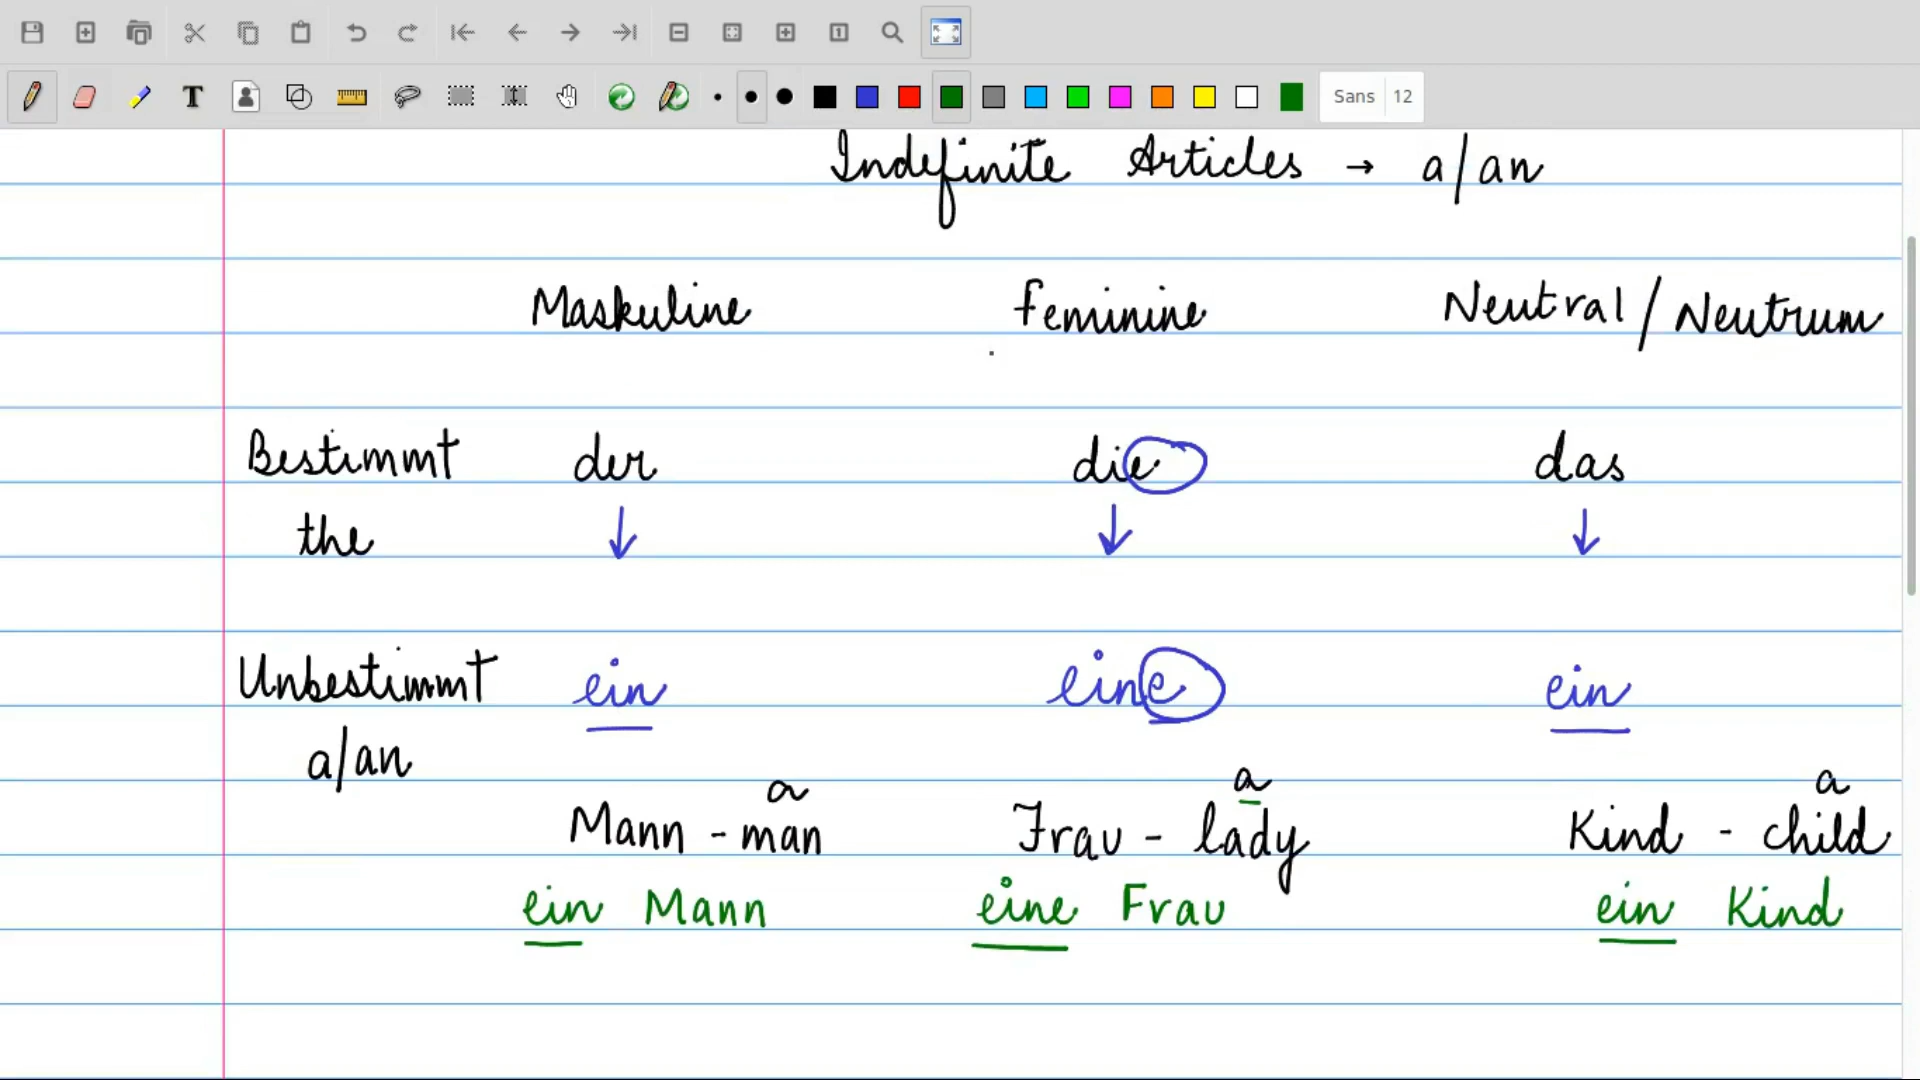 Sans 12
Indefinite Articles → a/an
Maskuline Feminine Neutral / Neutrum
Bestimmt der die das
the ↓ ↓ ↓
Unbestimmt ein eine ein
a/an
a a a
Mann - man Frau - lady Kind - child
ein Mann eine Frau ein Kind